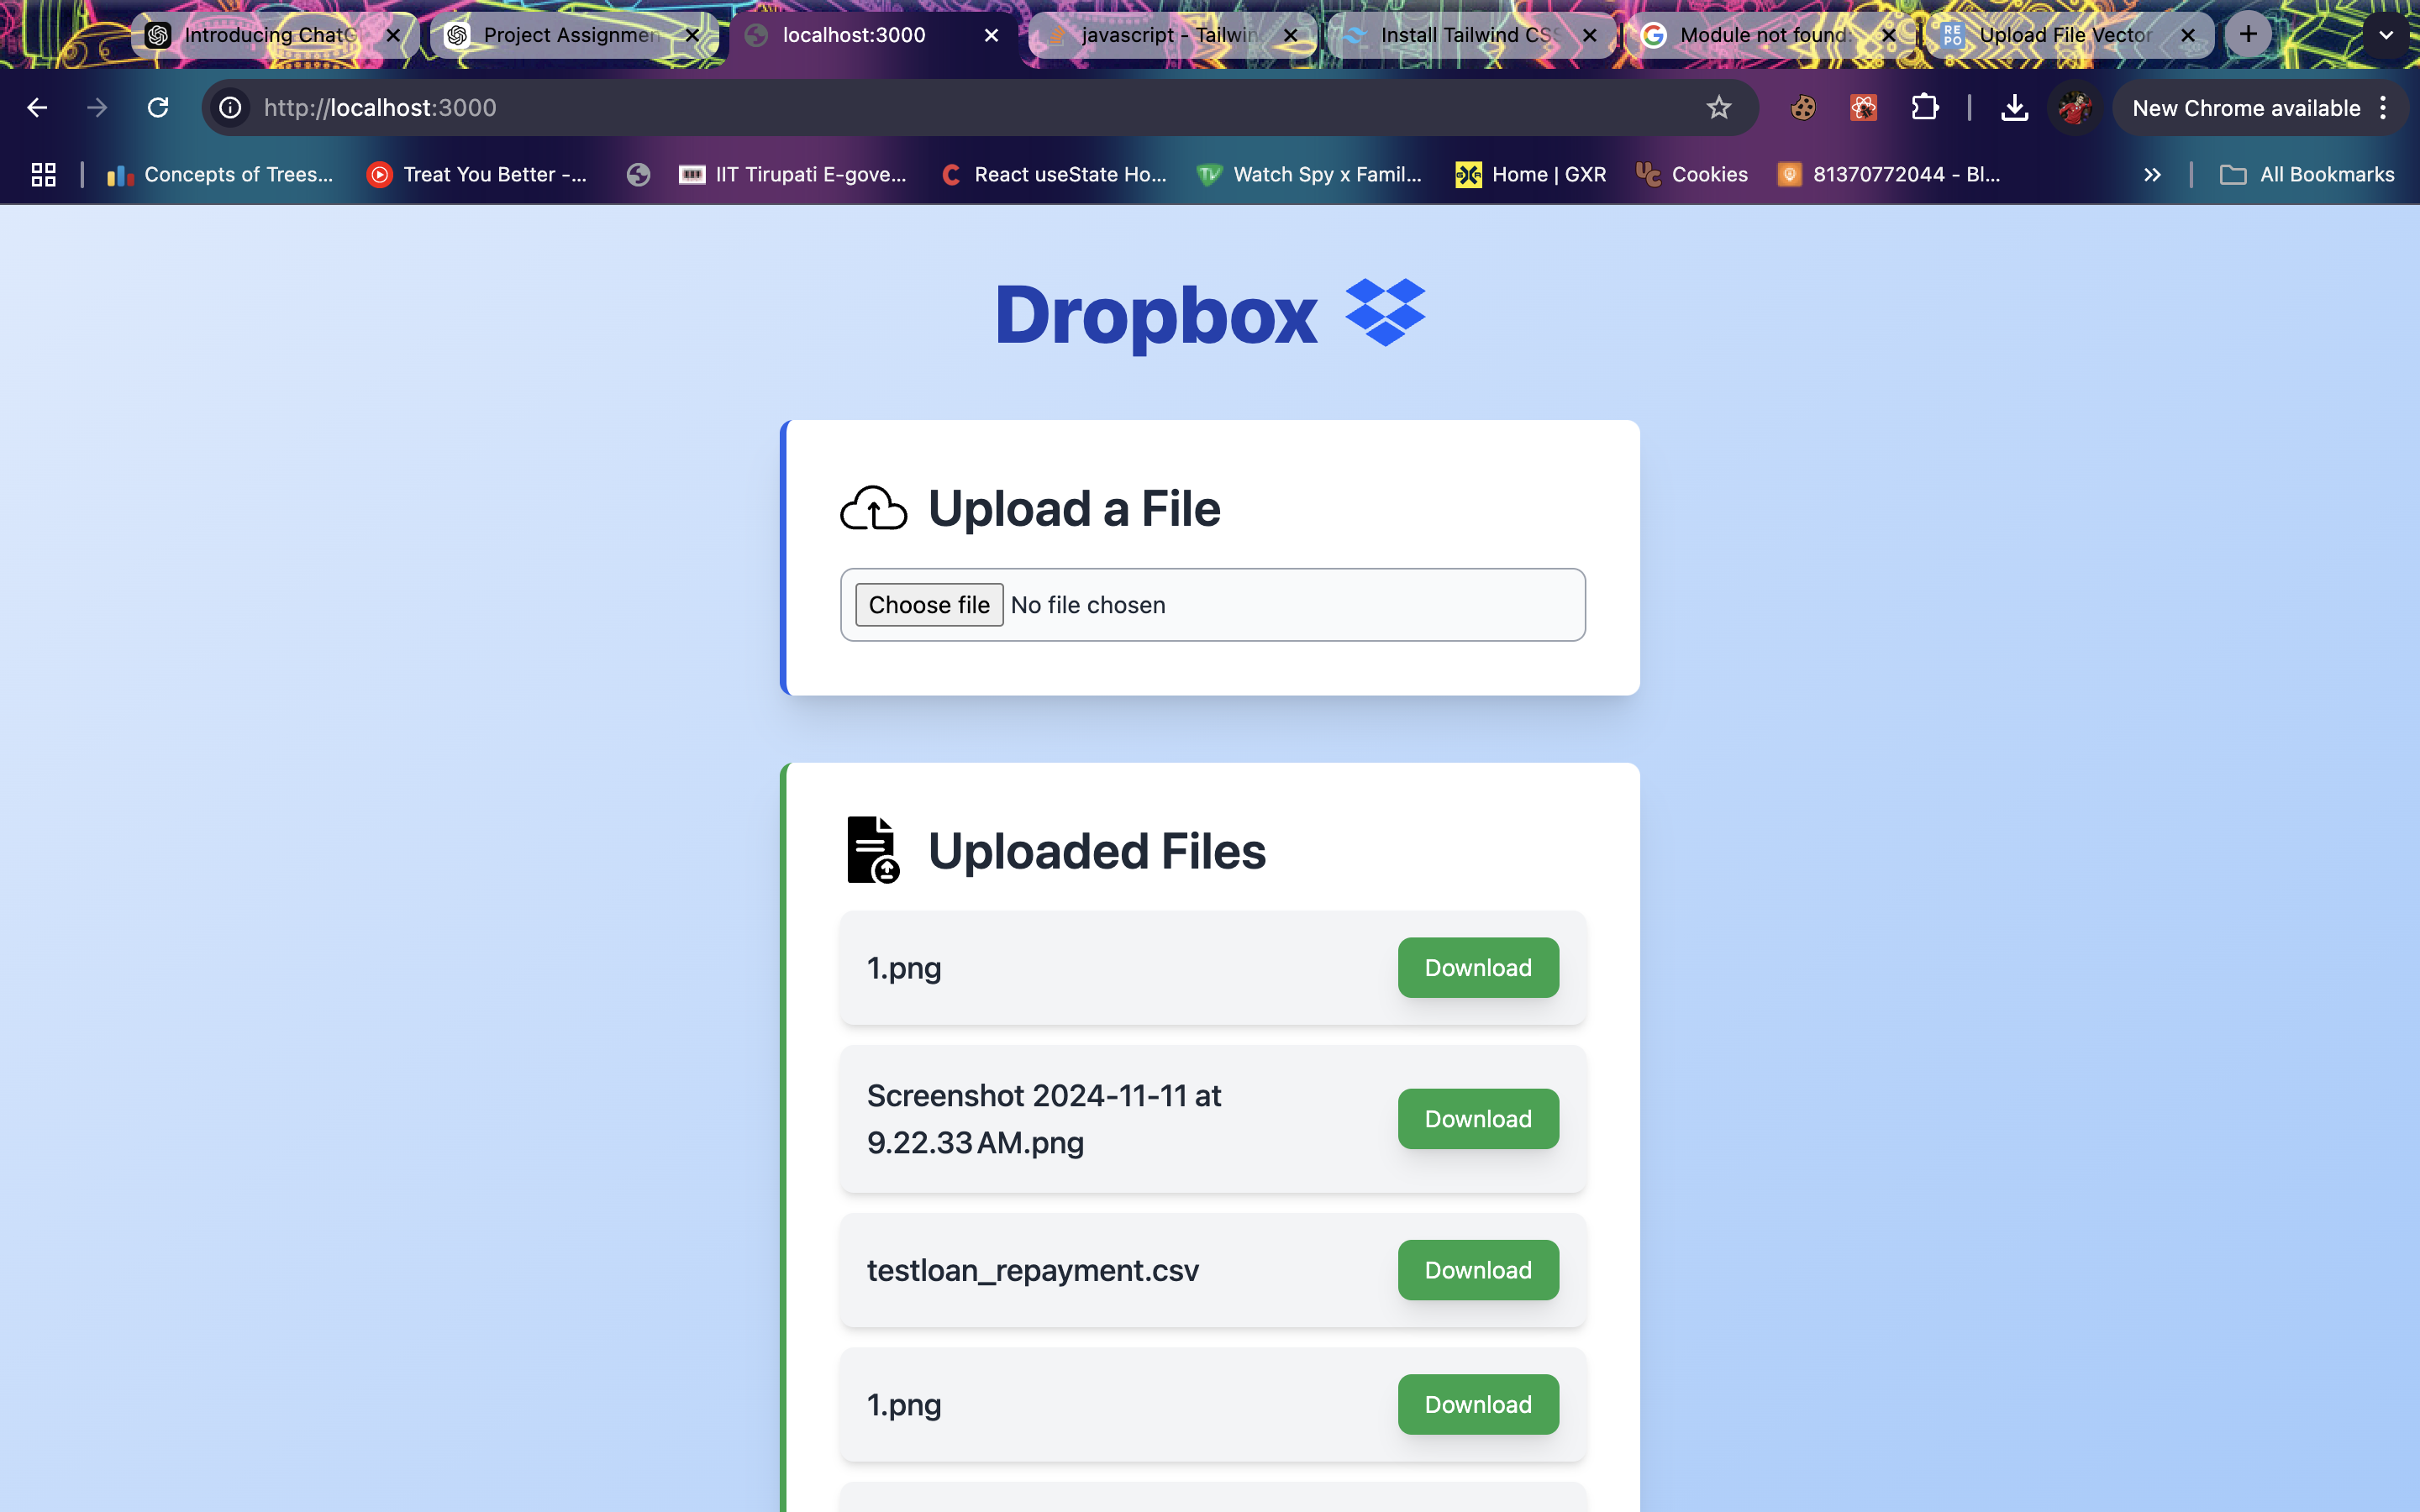 Introducing ChatG
Project Assignmen
localhost:3000
javascript - Tailwin
Install Tailwind CSS
Module not found:
REPO
Upload File Vector
http://localhost:3000
New Chrome available
Concepts of Trees...
Treat You Better -...
IIT Tirupati E-gove...
React useState Ho...
Watch Spy x Famil...
Home | GXR
Cookies
81370772044 - Bl...
All Bookmarks
Dropbox
Upload a File
Choose file No file chosen
Uploaded Files
1.png
Download
Screenshot 2024-11-11 at
9.22.33 AM.png
Download
testloan_repayment.csv
Download
1.png
Download